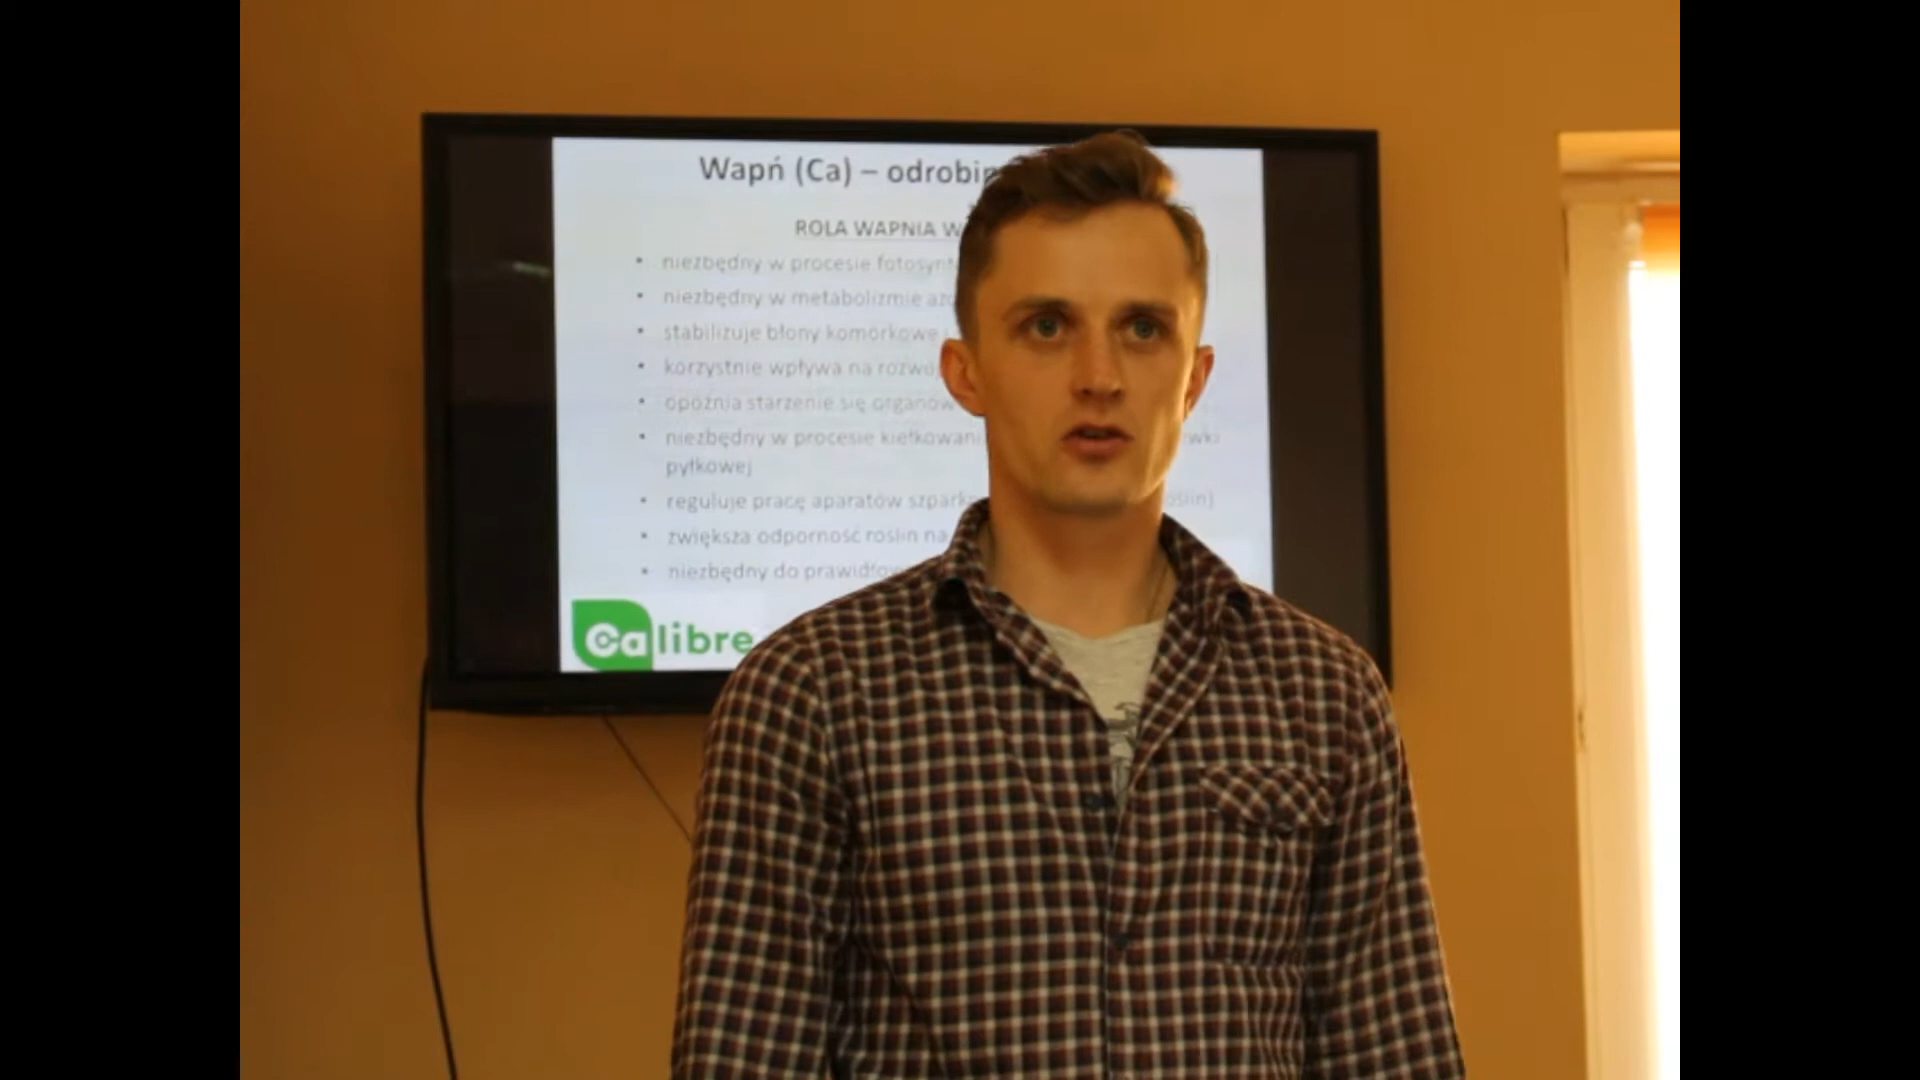 Wapń (Ca) – odrobin
ROLA WAPNIA W
• niezbędny w procesie fotosynt
• niezbędny w metabolizmie azo
• stabilizuje błony komórkowe i
• korzystnie wpływa na rozwó
• opóźnia starzenie się organów
• niezbędny w procesie kiełkowani wki
pyłkowej
• reguluje pracę aparatów szparko oślin)
• zwiększa odporność roślin na
• niezbędny do prawidłow
Calibre